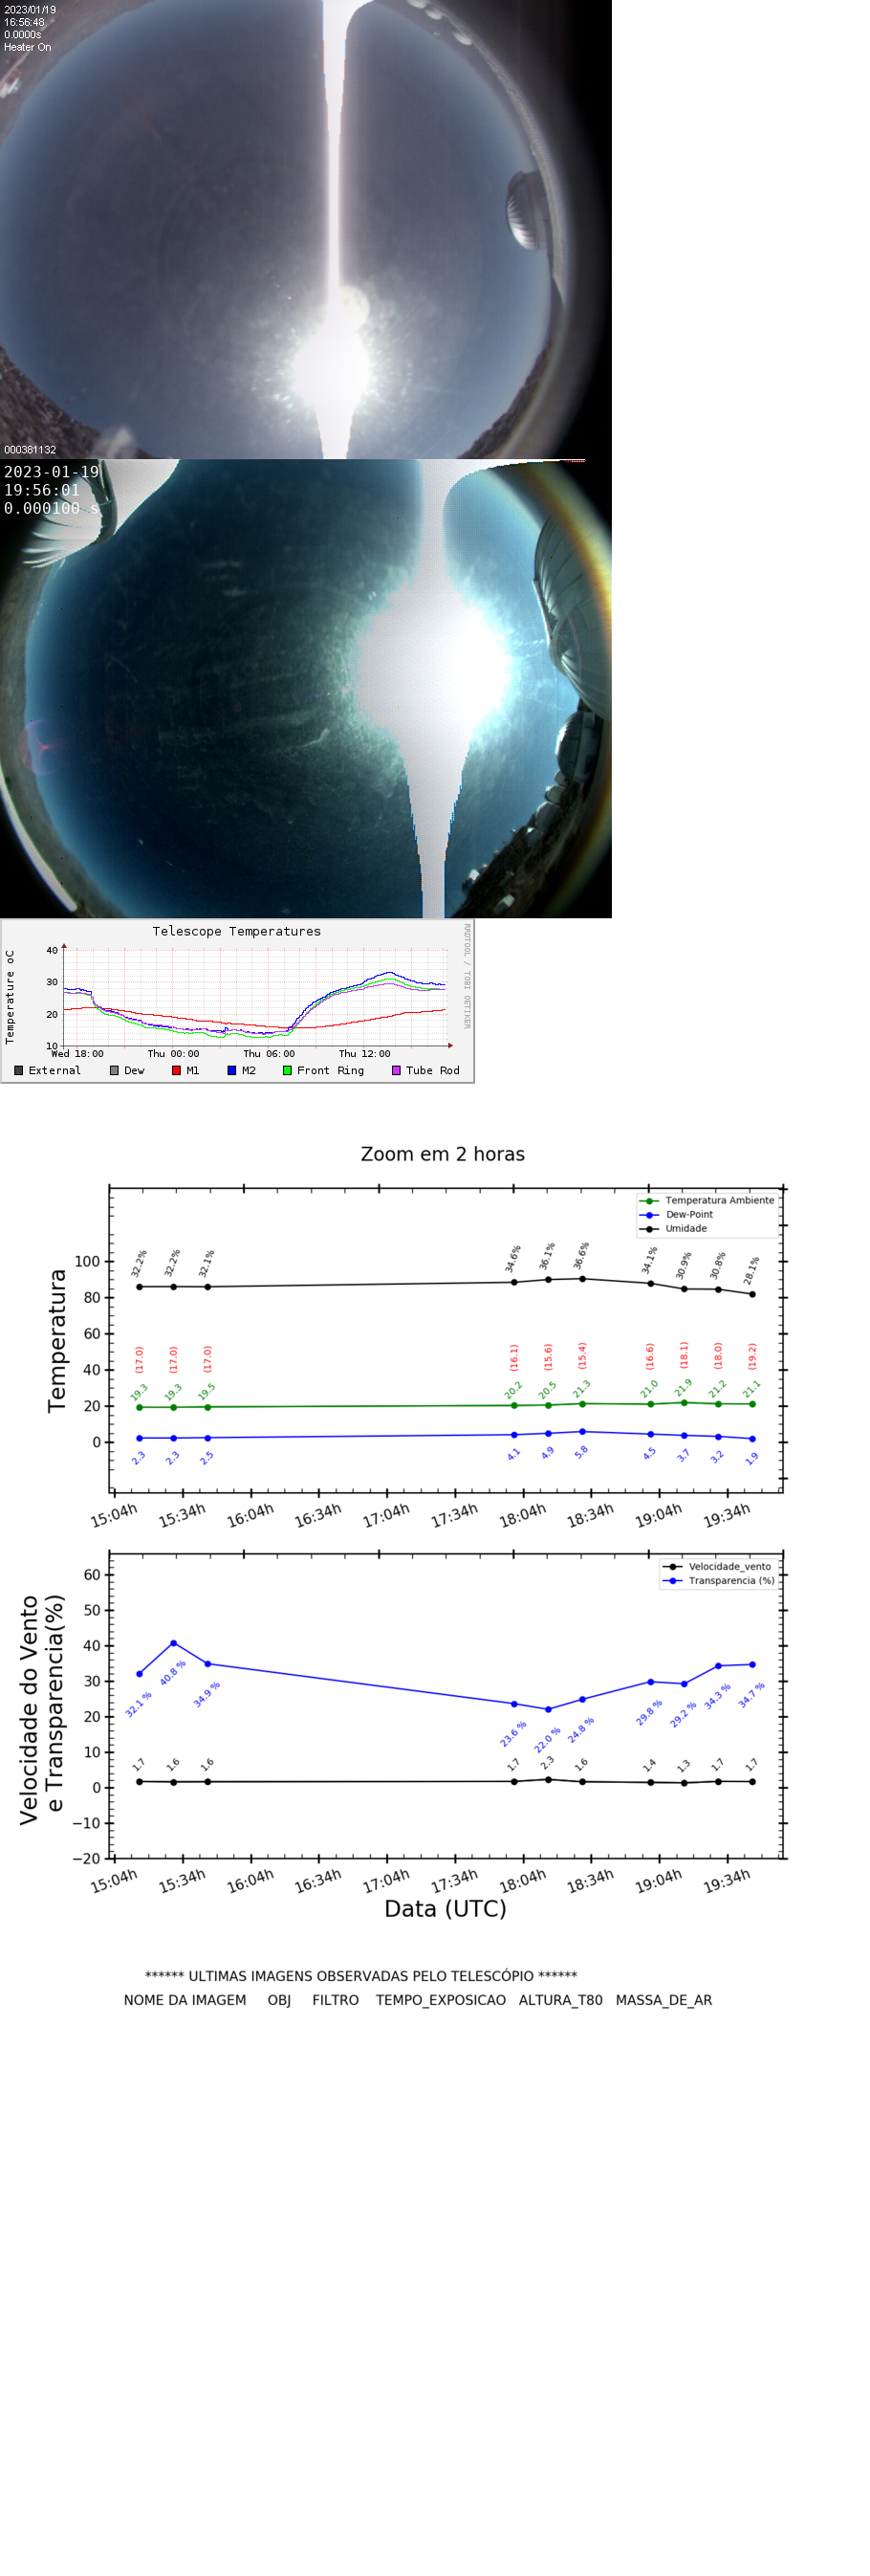 2023/01/19
16:56:48
0.0000s
Heater On
000381132
2023-01-19
19:56:01
0.000100 s
Telescope Temperatures
RRDTOOL / TOBI OETIKER
Temperature oC
40
30
20
10
Wed 18:00 Thu 00:00 Thu 06:00 Thu 12:00
External Dew M1 M2 Front Ring Tube Rod
Zoom em 2 horas
Temperatura Ambiente
Dew-Point
Umidade
Temperatura
100
80
60
40
20
0
32.2% 32.2% 32.1% 34.6% 36.1% 36.6% 34.1% 30.9% 30.8% 28.1%
(17.0) (17.0) (17.0) (16.1) (15.6) (15.4) (16.6) (18.1) (18.0) (19.2)
19.3 19.3 19.5 20.2 20.5 21.3 21.0 21.9 21.2 21.1
2.3 2.3 2.5 4.1 4.9 5.8 4.5 3.7 3.2 1.9
15:04h 15:34h 16:04h 16:34h 17:04h 17:34h 18:04h 18:34h 19:04h 19:34h
Velocidade_vento
Transparencia (%)
Velocidade do Vento
e Transparencia(%)
60
50
40
30
20
10
0
−10
−20
32.1 % 40.8 % 34.9 % 23.6 % 22.0 % 24.8 % 29.8 % 29.2 % 34.3 % 34.7 %
1.7 1.6 1.6 1.7 2.3 1.6 1.4 1.3 1.7 1.7
15:04h 15:34h 16:04h 16:34h 17:04h 17:34h 18:04h 18:34h 19:04h 19:34h
Data (UTC)
****** ULTIMAS IMAGENS OBSERVADAS PELO TELESCÓPIO ******
NOME DA IMAGEM OBJ FILTRO TEMPO_EXPOSICAO ALTURA_T80 MASSA_DE_AR